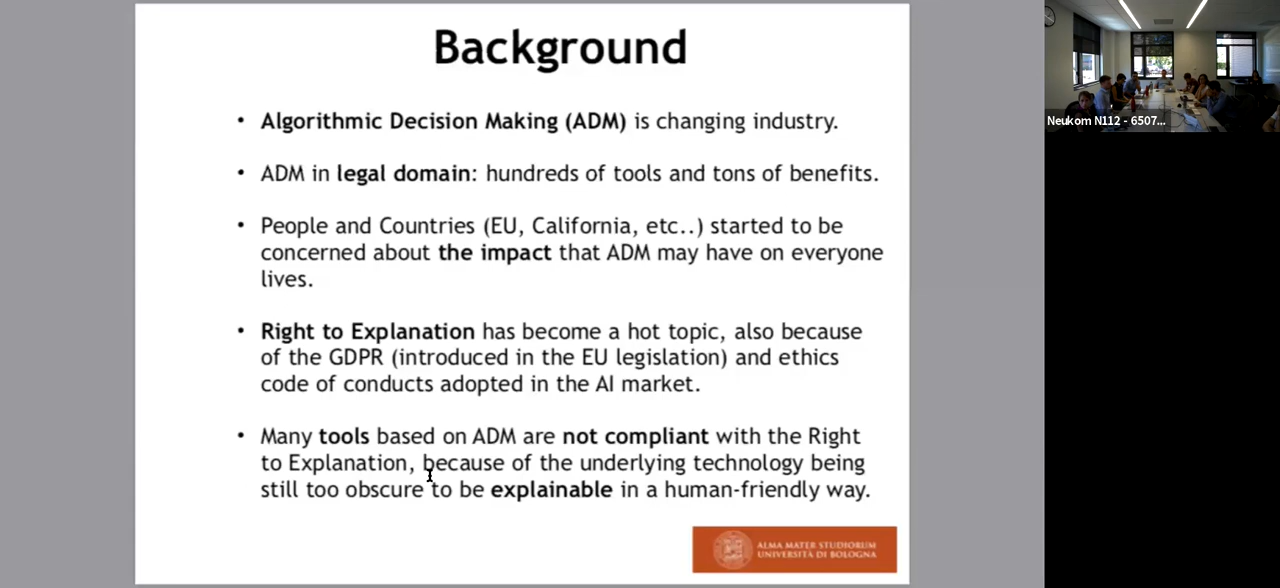 Background
• Algorithmic Decision Making (ADM) is changing industry.
• ADM in legal domain: hundreds of tools and tons of benefits.
• People and Countries (EU, California, etc..) started to be
concerned about the impact that ADM may have on everyone
lives.
• Right to Explanation has become a hot topic, also because
of the GDPR (introduced in the EU legislation) and ethics
code of conducts adopted in the AI market.
• Many tools based on ADM are not compliant with the Right
to Explanation, because of the underlying technology being
still too obscure to be explainable in a human-friendly way.
ALMA MATER STUDIORUM
UNIVERSITÀ DI BOLOGNA
Neukom N112 - 6507...